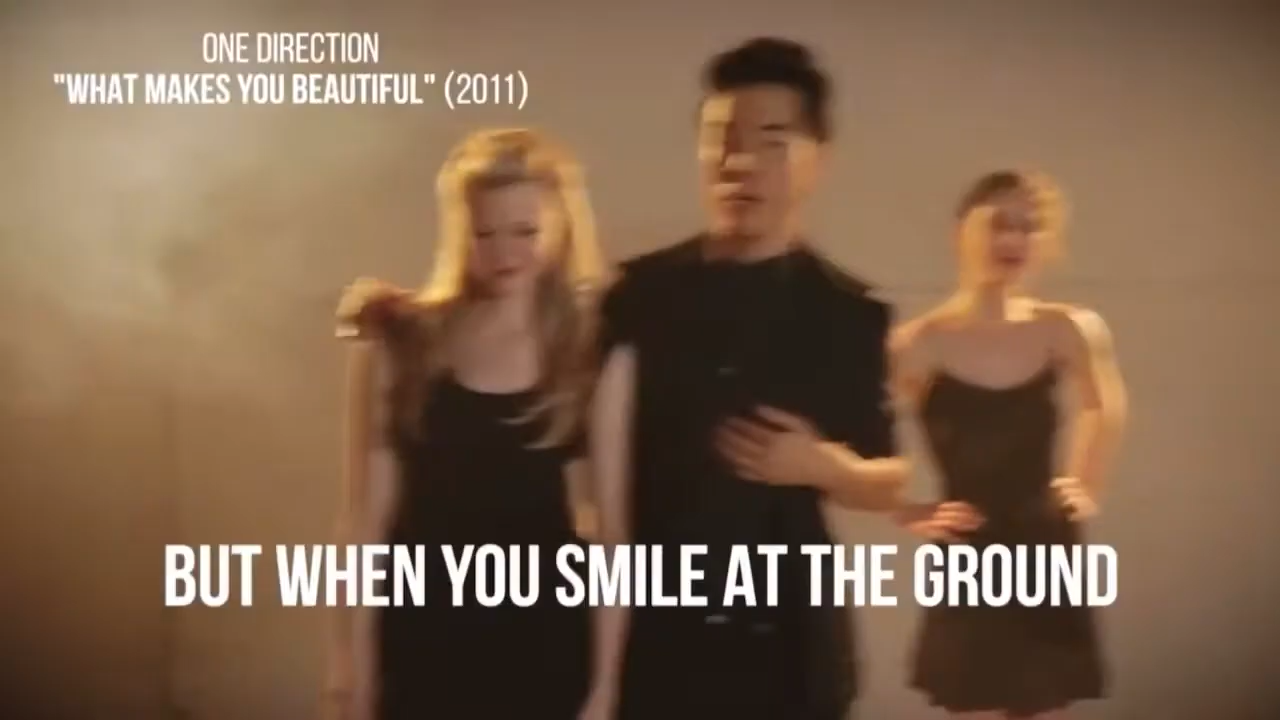 ONE DIRECTION
"WHAT MAKES YOU BEAUTIFUL" (2011)
BUT WHEN YOU SMILE AT THE GROUND